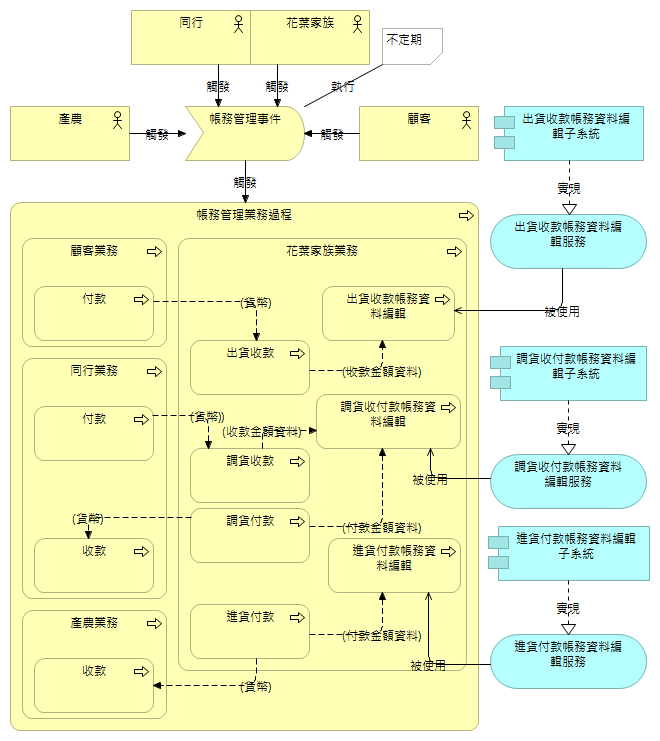 同行
花葉家族
不定期
觸發
觸發
執行
產農
觸發
帳務管理事件
觸發
顧客
出貨收款帳務資料編
輯子系統
觸發
實現
帳務管理業務過程
出貨收款帳務資料編
輯服務
顧客業務
花葉家族業務
付款
(貨幣)
出貨收款帳務資
料編輯
被使用
出貨收款
(收款金額資料)
調貨收付款帳務資料編
輯子系統
同行業務
付款
(貨幣))
調貨收付款帳務資
料編輯
(收款金額資料)
實現
調貨收款
調貨收付款帳務資料
編輯服務
被使用
(貨幣)
調貨付款
(付款金額資料)
進貨付款帳務資料編輯
子系統
收款
進貨付款帳務資
料編輯
實現
產農業務
進貨付款
(付款金額資料)
進貨付款帳務資料編
輯服務
被使用
收款
(貨幣)